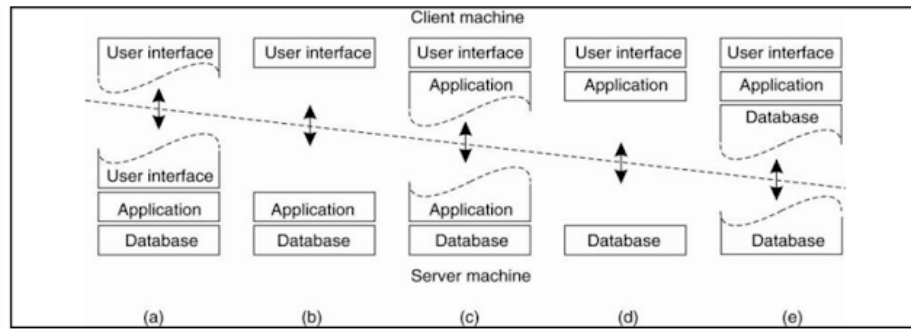 Client machine
User interface User interface User interface User interface User interface
Application Application Application
Database
User interface
Application Application Application
Database Database Database Database Database
Server machine
(a) (b) (c) (d) (e)